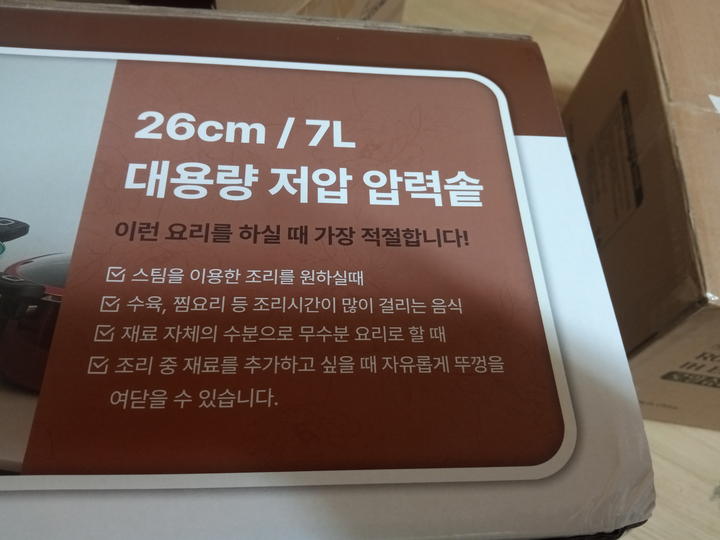 26cm / 7L
대용량 저압 압력솥
이런 요리를 하실 때 가장 적절합니다!
스팀을 이용한 조리를 원하실때
수육, 찜요리 등 조리시간이 많이 걸리는 음식
재료 자체의 수분으로 무수분 요리로 할 때
조리 중 재료를 추가하고 싶을 때 자유롭게 뚜껑을
여닫을 수 있습니다.